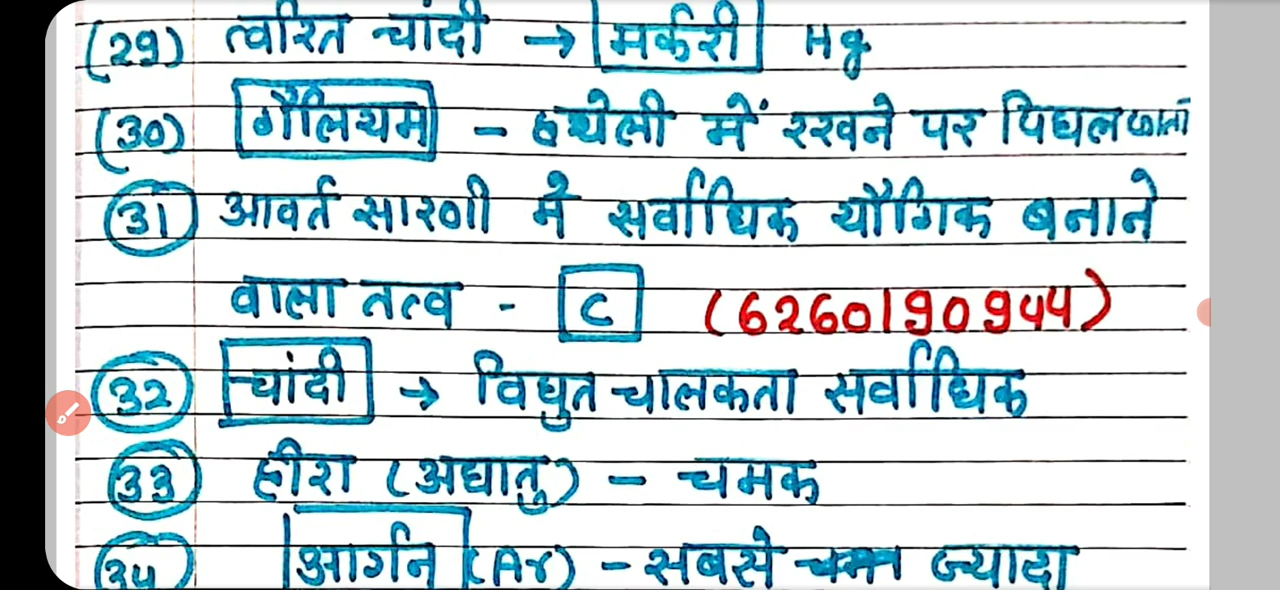 (29) त्वरित चांदी → मर्करी Hg
(30) गैलियम - हथेली में रखने पर पिघल जाता
31 आवर्त सारणी में सर्वाधिक यौगिक बनाने
वाला तत्व - C (6260190944)
32 चांदी → विधुत चालकता सर्वाधिक
33 हीरा (अधातु) - चमक
34 आर्गन (Ar) - सबसे ज्यादा